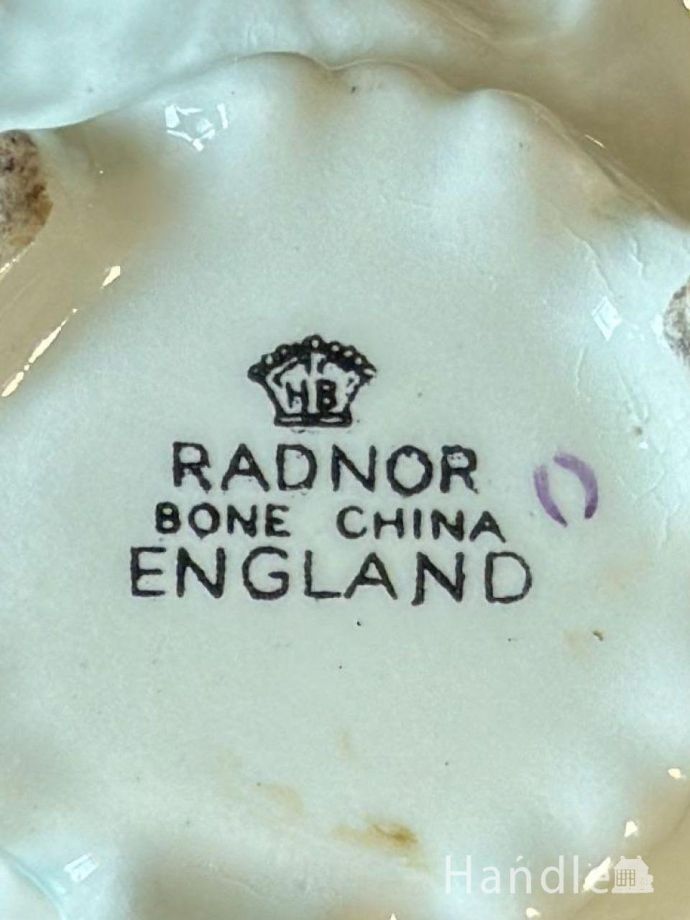 HB
RADNOR
BONE CHINA
ENGLAND
Handle